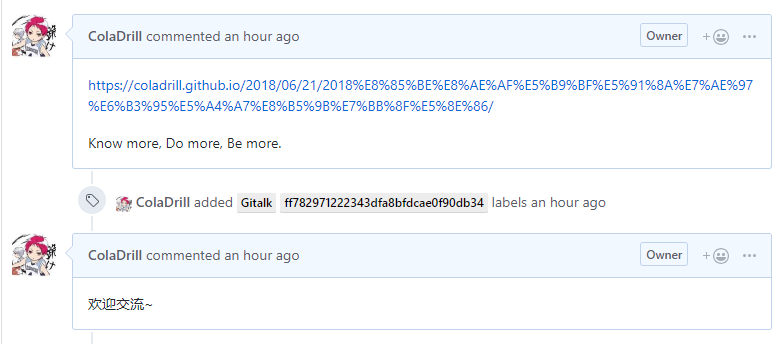 ColaDrill commented an hour ago Owner
https://coladrill.github.io/2018/06/21/2018%E8%85%BE%E8%AE%AF%E5%B9%BF%E5%91%8A%E7%AE%97
%E6%B3%95%E5%A4%A7%E8%B5%9B%E7%BB%8F%E5%8E%86/
Know more, Do more, Be more.
ColaDrill added Gitalk ff782971222343dfa8bfdcae0f90db34 labels an hour ago
ColaDrill commented an hour ago Owner
欢迎交流~